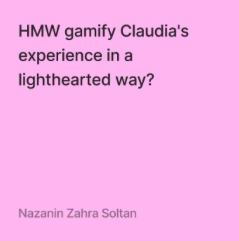 HMW gamify Claudia's
experience in a
lighthearted way?
Nazanin Zahra Soltan